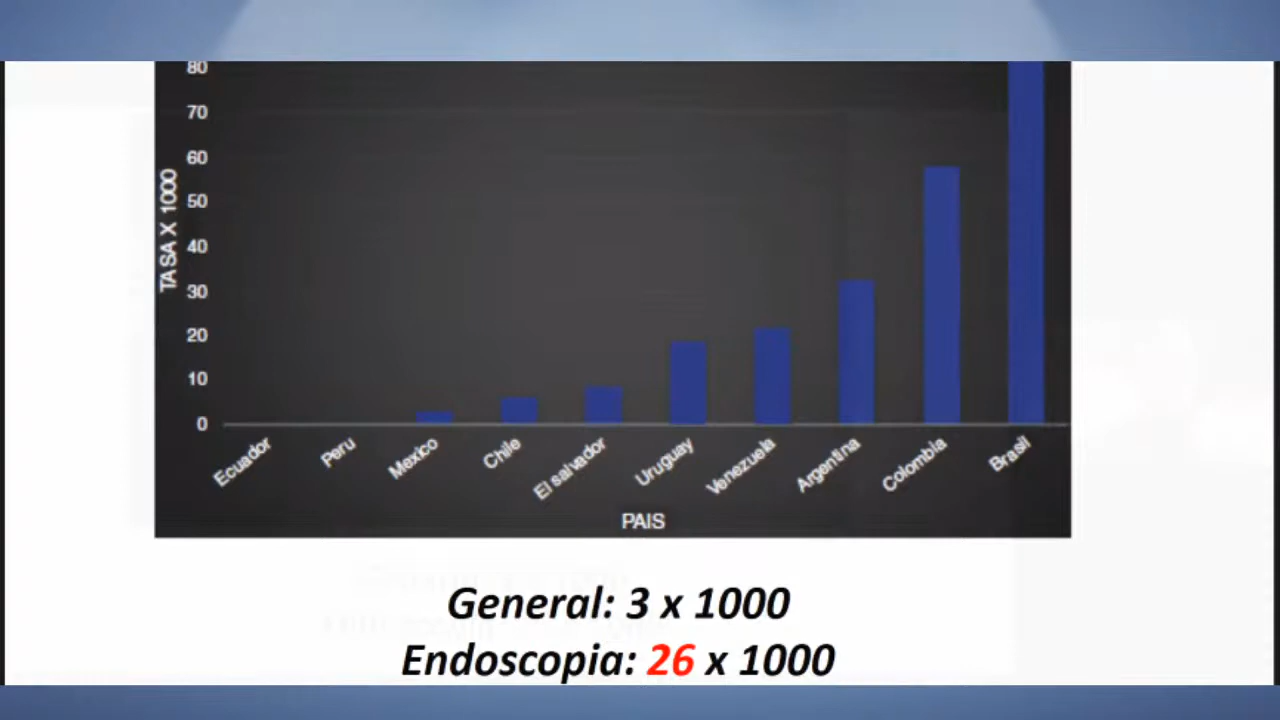 80
70
60
50
40
30
20
10
0
TASA X 1000
Ecuador
Peru
Mexico
Chile
El salvador
Uruguay
Venezuela
Argentina
Colombia
Brasil
PAIS
General: 3 x 1000
Endoscopia: 26 x 1000